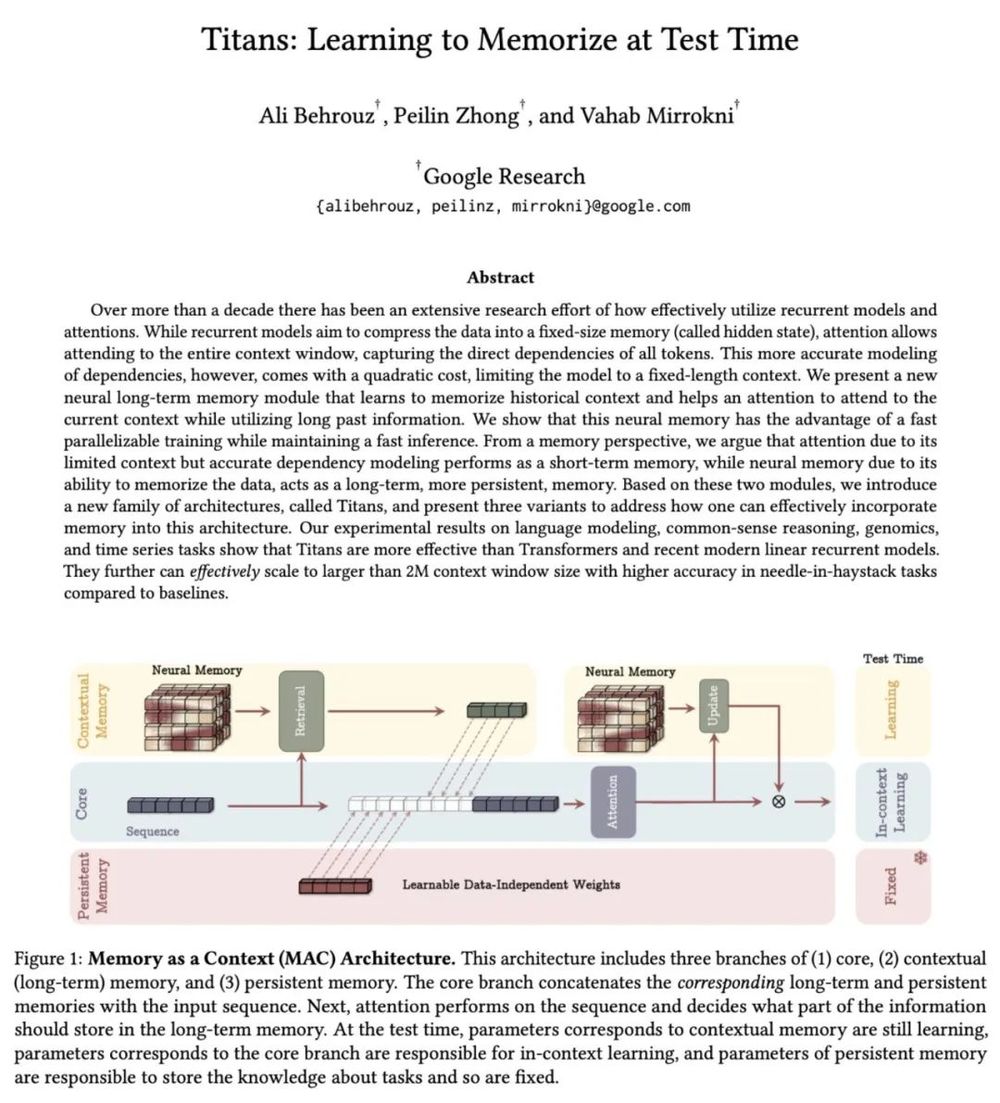 Titans: Learning to Memorize at Test Time
Ali Behrouz†, Peilin Zhong†, and Vahab Mirrokni†
†Google Research
{alibehrouz, peilinz, mirrokni}@google.com
Abstract
Over more than a decade there has been an extensive research effort of how effectively utilize recurrent models and
attentions. While recurrent models aim to compress the data into a fixed-size memory (called hidden state), attention allows
attending to the entire context window, capturing the direct dependencies of all tokens. This more accurate modeling
of dependencies, however, comes with a quadratic cost, limiting the model to a fixed-length context. We present a new
neural long-term memory module that learns to memorize historical context and helps an attention to attend to the
current context while utilizing long past information. We show that this neural memory has the advantage of a fast
parallelizable training while maintaining a fast inference. From a memory perspective, we argue that attention due to its
limited context but accurate dependency modeling performs as a short-term memory, while neural memory due to its
ability to memorize the data, acts as a long-term, more persistent, memory. Based on these two modules, we introduce
a new family of architectures, called Titans, and present three variants to address how one can effectively incorporate
memory into this architecture. Our experimental results on language modeling, common-sense reasoning, genomics,
and time series tasks show that Titans are more effective than Transformers and recent modern linear recurrent models.
They further can effectively scale to larger than 2M context window size with higher accuracy in needle-in-haystack tasks
compared to baselines.
Test Time
Contextual
Memory
Neural Memory
Retrieval
Neural Memory
Update
Learning
Core
Sequence
Attention
In-context
Learning
Persistent
Memory
Learnable Data-Independent Weights
Fixed
Figure 1: Memory as a Context (MAC) Architecture. This architecture includes three branches of (1) core, (2) contextual
(long-term) memory, and (3) persistent memory. The core branch concatenates the corresponding long-term and persistent
memories with the input sequence. Next, attention performs on the sequence and decides what part of the information
should store in the long-term memory. At the test time, parameters corresponds to contextual memory are still learning,
parameters corresponds to the core branch are responsible for in-context learning, and parameters of persistent memory
are responsible to store the knowledge about tasks and so are fixed.